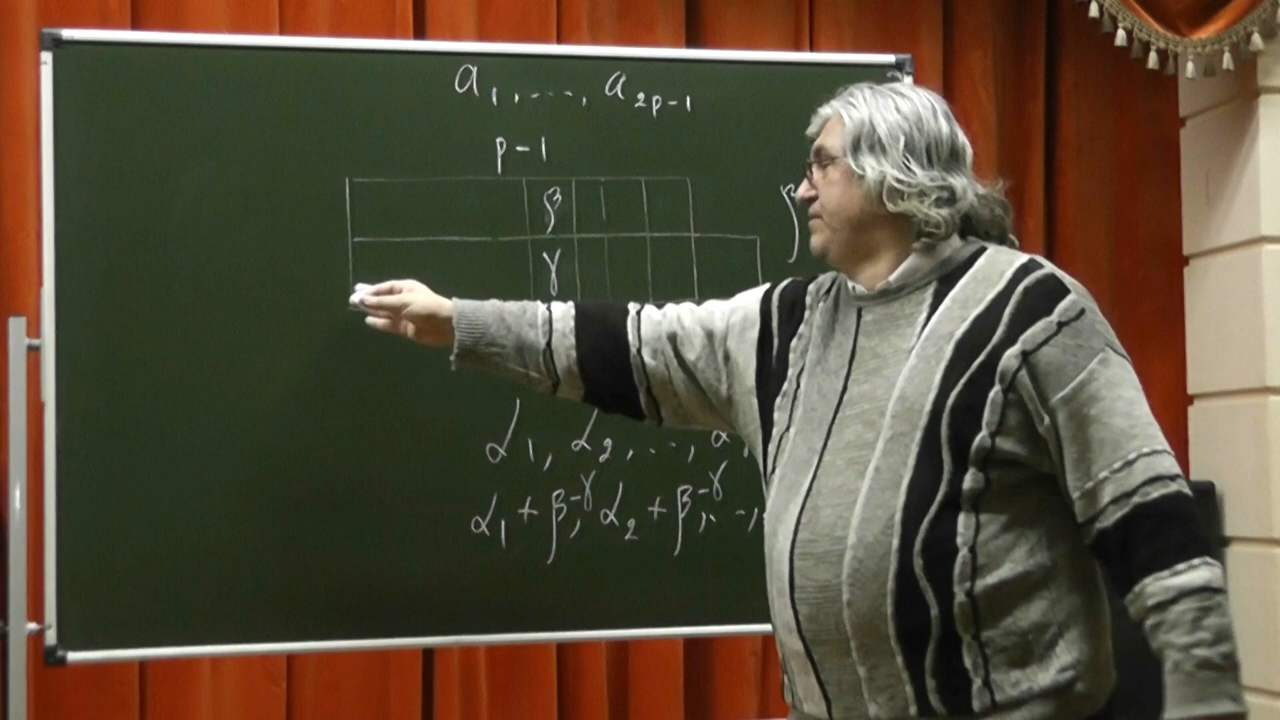 a₁, ..., a₂ₚ₋₁
p-1
β
γ
α₁, α₂, ..., α
α₁+β-γ, α₂+β-γ, ...,